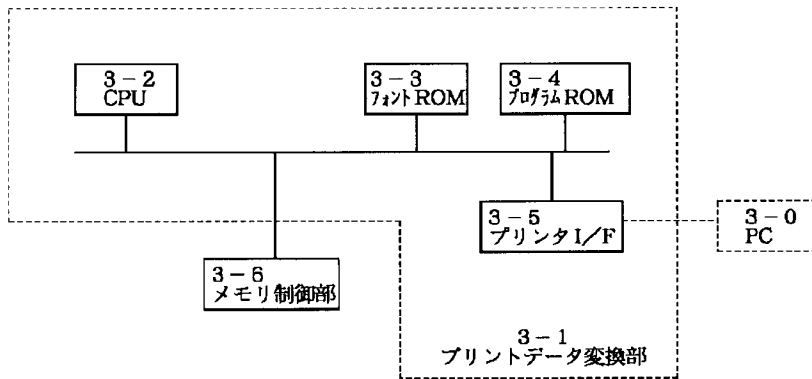 3-2
CPU
3-3
フォントROM
3-4
プログラムROM
3-5
プリンタI/F
3-0
PC
3-6
メモリ制御部
3-1
プリントデータ変換部